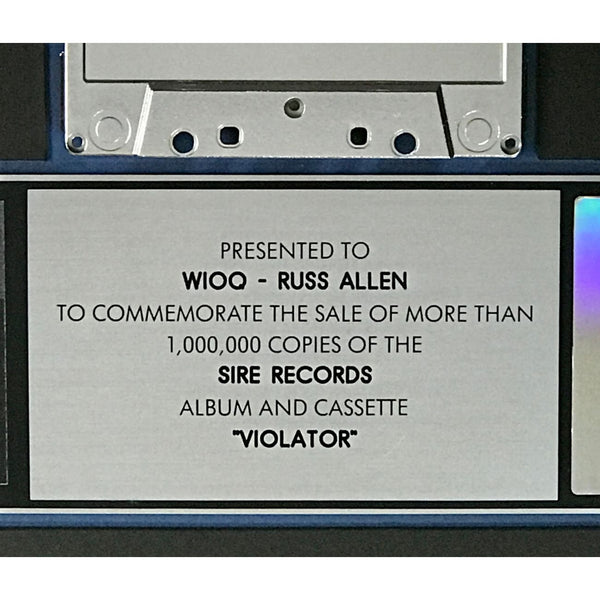 PRESENTED TO
WIOQ - RUSS ALLEN
TO COMMEMORATE THE SALE OF MORE THAN
1,000,000 COPIES OF THE
SIRE RECORDS
ALBUM AND CASSETTE
"VIOLATOR"